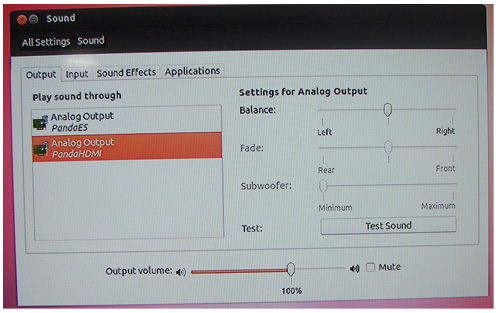 Sound
All Settings Sound
Output Input Sound Effects Applications
Play sound through
Analog Output
PandaES
Analog Output
PandaHDMI
Settings for Analog Output
Balance:
Left Right
Fade:
Rear Front
Subwoofer:
Minimum Maximum
Test: Test Sound
Output volume: Mute
100%